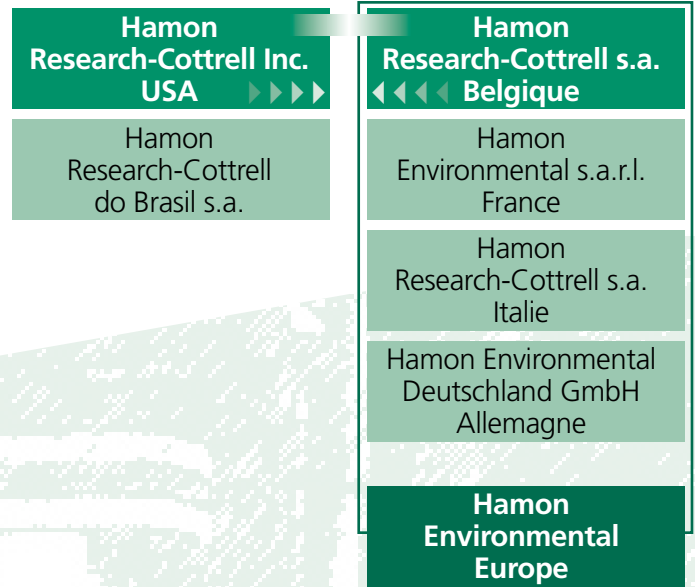 Hamon
Research-Cottrell Inc.
USA
Hamon
Research-Cottrell
do Brasil s.a.
Hamon
Research-Cottrell s.a.
Belgique
Hamon
Environmental s.a.r.l.
France
Hamon
Research-Cottrell s.a.
Italie
Hamon Environmental
Deutschland GmbH
Allemagne
Hamon
Environmental
Europe